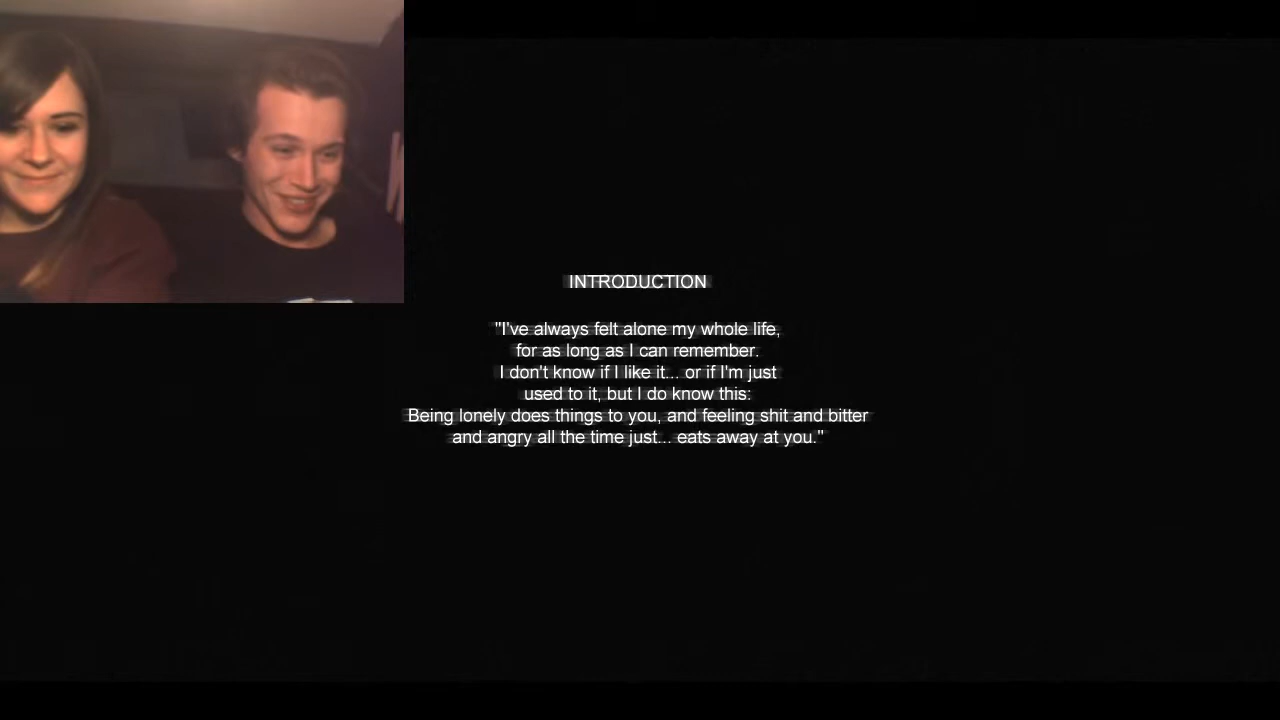 INTRODUCTION
"I've always felt alone my whole life,
for as long as I can remember.
I don't know if I like it... or if I'm just
used to it, but I do know this:
Being lonely does things to you, and feeling shit and bitter
and angry all the time just... eats away at you."